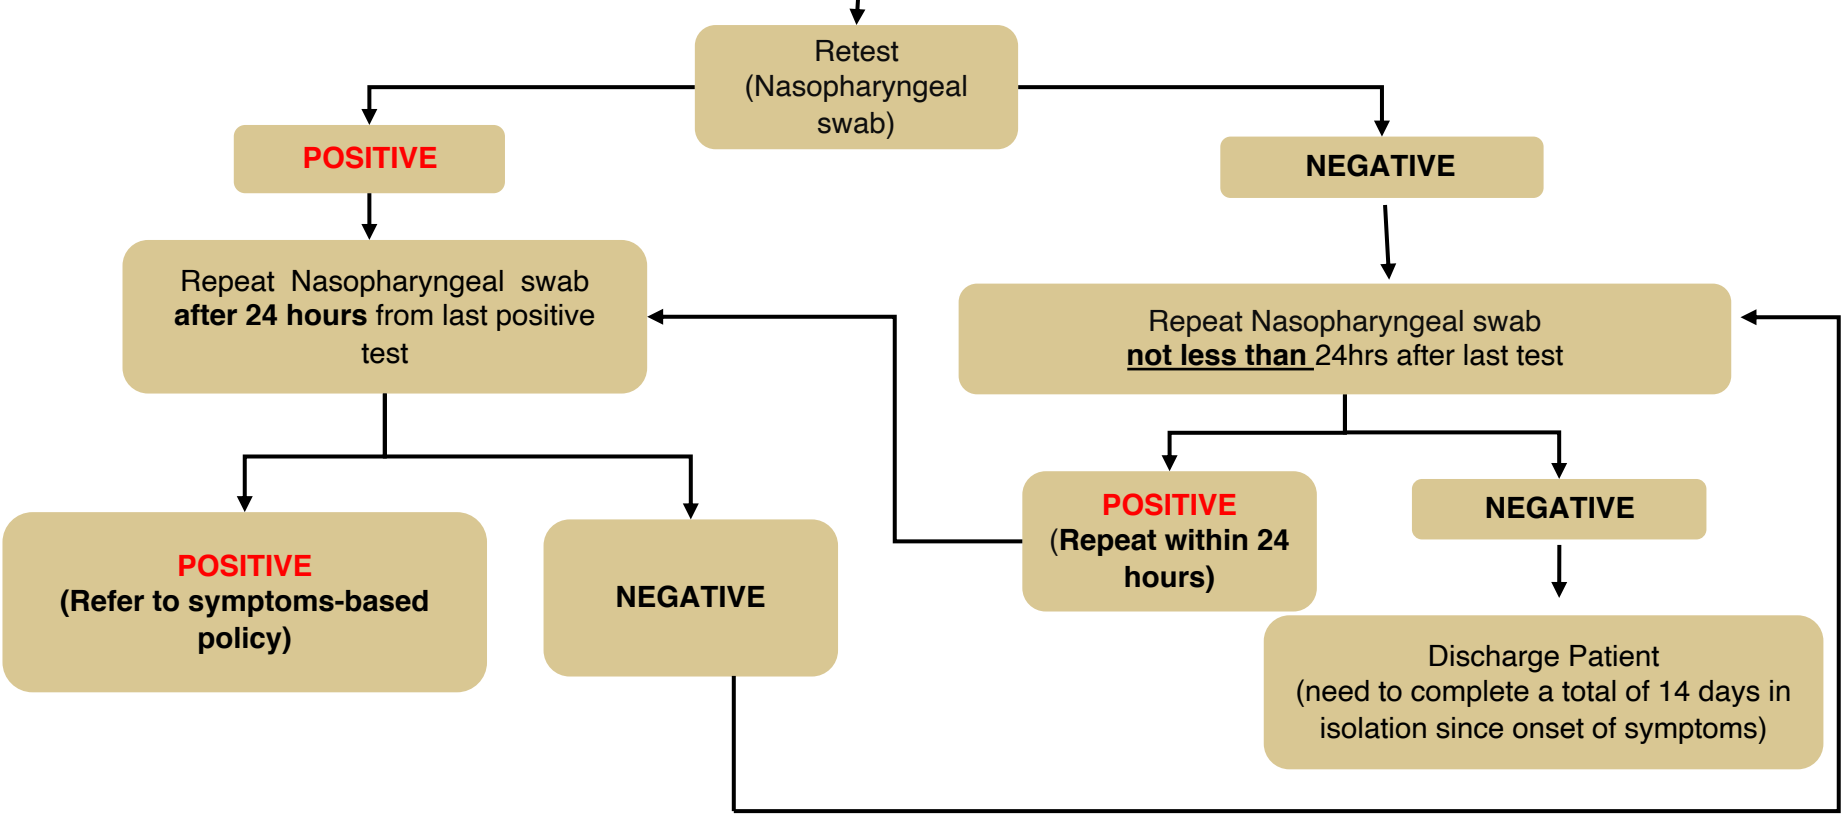 Retest
(Nasopharyngeal
swab)
POSITIVE
NEGATIVE
Repeat Nasopharyngeal swab
after 24 hours from last positive
test
Repeat Nasopharyngeal swab
not less than 24hrs after last test
POSITIVE
(Repeat within 24
hours)
NEGATIVE
POSITIVE
(Refer to symptoms-based
policy)
NEGATIVE
Discharge Patient
(need to complete a total of 14 days in
isolation since onset of symptoms)